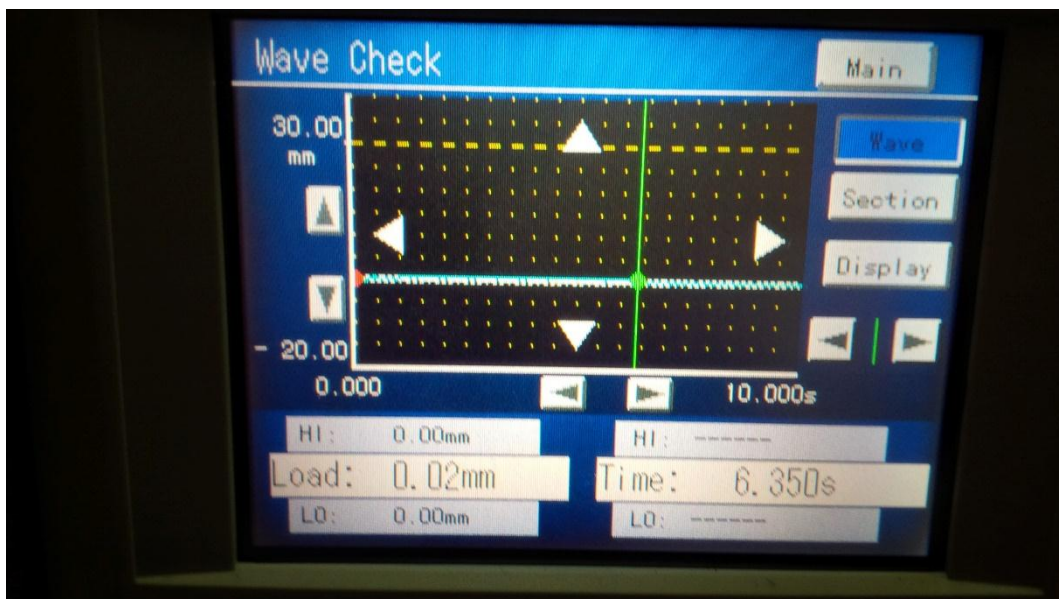 Wave Check
Main
30.00
mm
Wave
Section
Display
- 20.00
0.000
10.000s
HI: 0.00mm
HI: ------
Load: 0.02mm
Time: 6.350s
LO: 0.00mm
LO: ------